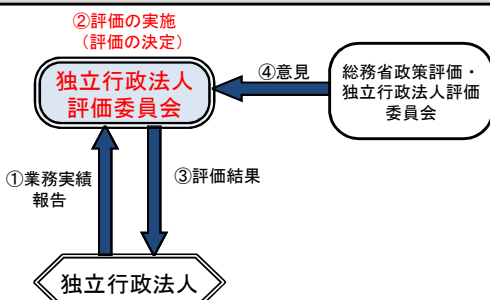 ②評価の実施
（評価の決定）
独立行政法人
評価委員会
④意見
総務省政策評価・
独立行政法人評価
委員会
①業務実績
報告
③評価結果
独立行政法人